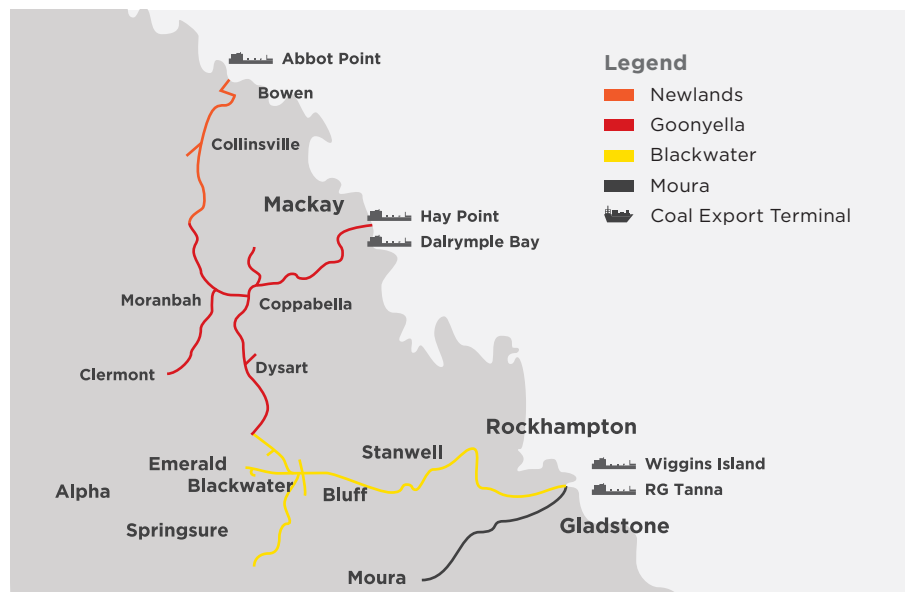 Abbot Point
Bowen
Collinsville
Mackay
Hay Point
Dalrymple Bay
Moranbah
Coppabella
Clermont
Dysart
Rockhampton
Stanwell
Emerald
Blackwater
Bluff
Alpha
Springsure
Wiggins Island
RG Tanna
Gladstone
Moura
Legend
Newlands
Goonyella
Blackwater
Moura
Coal Export Terminal